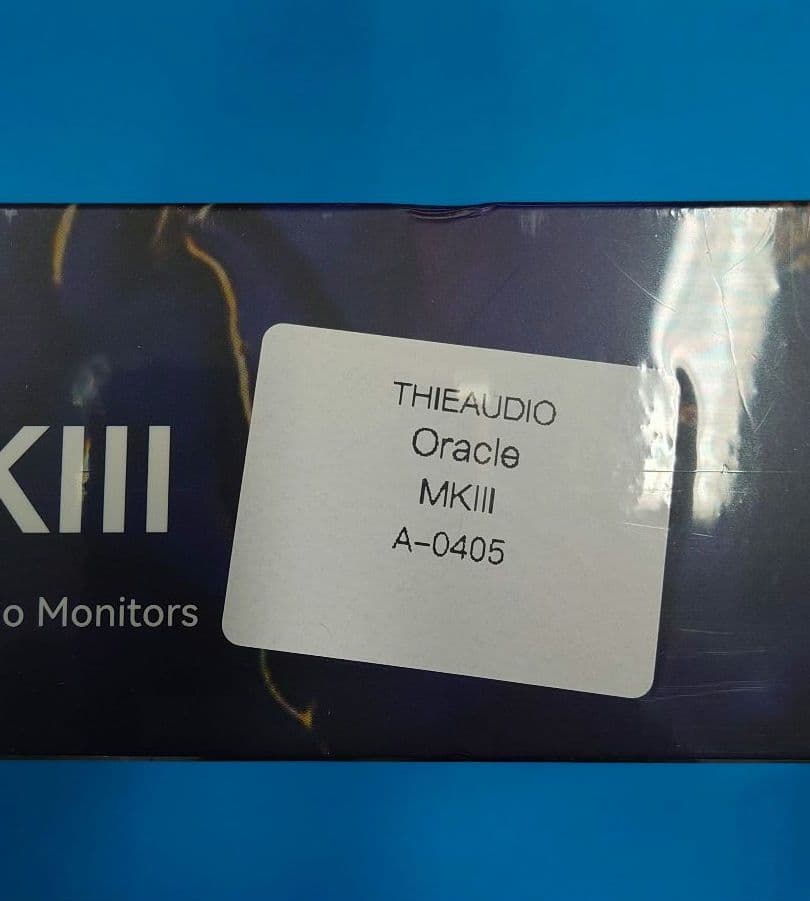 KIII
o Monitors
THIEAUDIO
Oracle
MKIII
A-0405